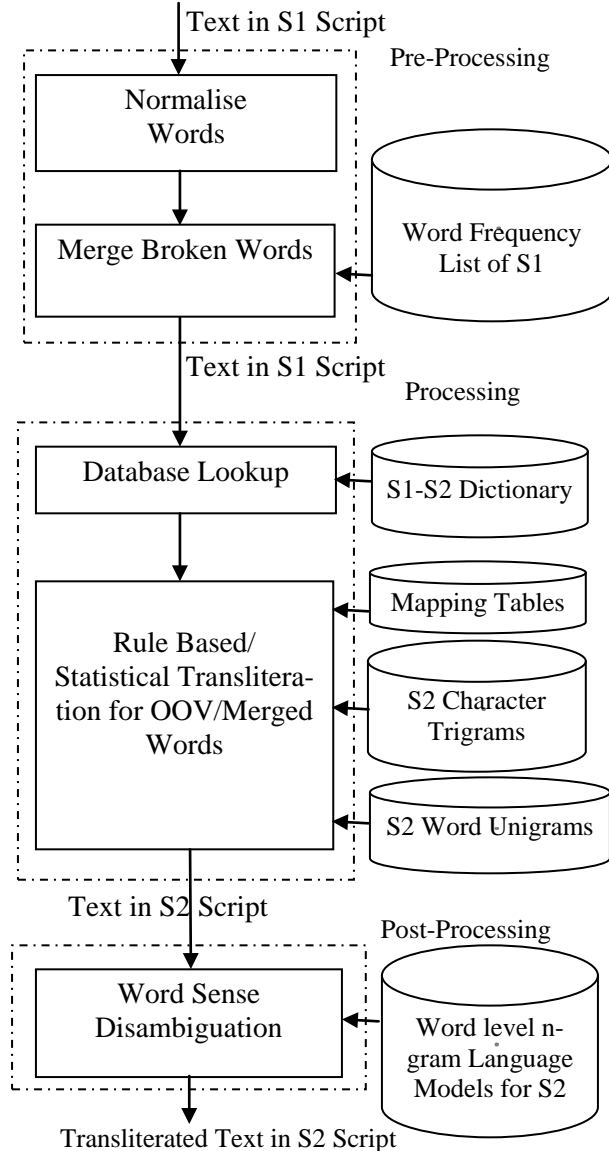 Text in S1 Script
Pre-Processing
Normalise
Words
Merge Broken Words
Word Frequency
List of S1
Text in S1 Script
Processing
Database Lookup
S1-S2 Dictionary
Mapping Tables
Rule Based/
Statistical Translitera-
tion for OOV/Merged
Words
S2 Character
Trigrams
S2 Word Unigrams
Text in S2 Script
Post-Processing
Word Sense
Disambiguation
Word level n-
gram Language
Models for S2
Transliterated Text in S2 Script